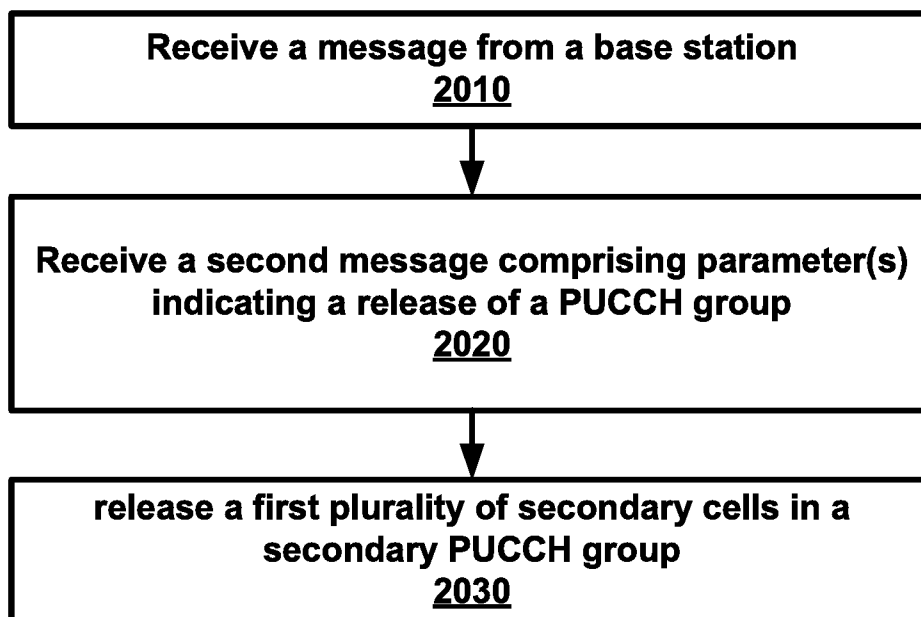 Receive a message from a base station
2010
Receive a second message comprising parameter(s)
indicating a release of a PUCCH group
2020
release a first plurality of secondary cells in a
secondary PUCCH group
2030